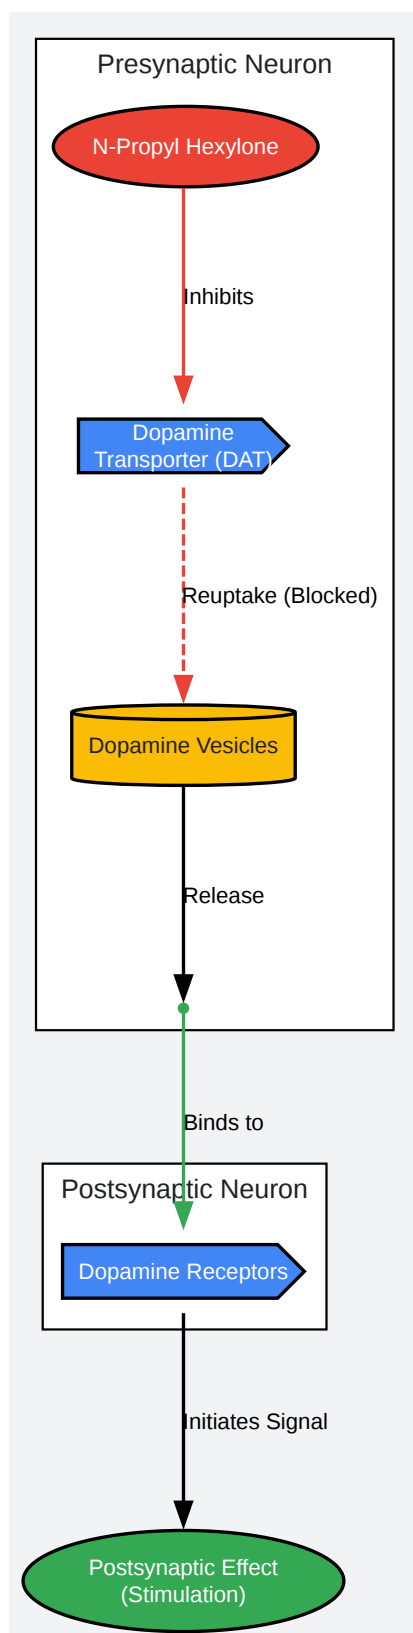 Presynaptic Neuron
N-Propyl Hexylone
Inhibits
Dopamine
Transporter (DAT)
Reuptake (Blocked)
Dopamine Vesicles
Release
Binds to
Postsynaptic Neuron
Dopamine Receptors
Initiates Signal
Postsynaptic Effect
(Stimulation)